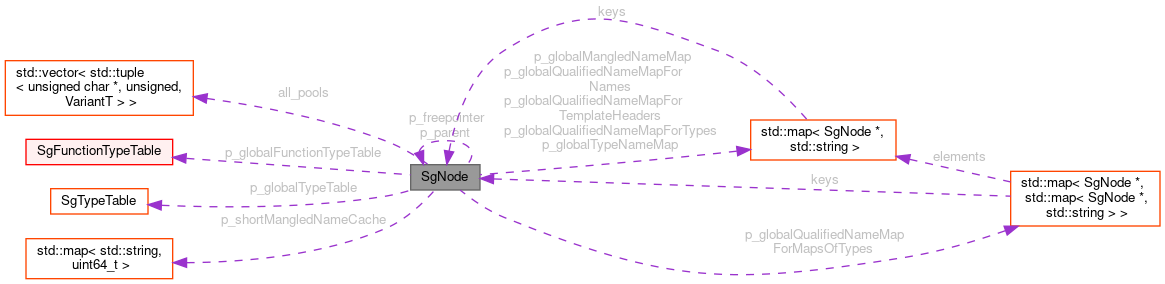 keys
std::vector< std::tuple
< unsigned char *, unsigned,
VariantT > >
all_pools
p_freepointer
p_parent
p_globalMangledNameMap
p_globalQualifiedNameMapFor
Names
p_globalQualifiedNameMapFor
TemplateHeaders
p_globalQualifiedNameMapForTypes
p_globalTypeNameMap
std::map< SgNode *,
std::string >
SgFunctionTypeTable
p_globalFunctionTypeTable
SgNode
elements
keys
std::map< SgNode *,
std::map< SgNode *,
std::string > >
SgTypeTable
p_globalTypeTable
p_shortMangledNameCache
std::map< std::string,
uint64_t >
p_globalQualifiedNameMap
ForMapsOfTypes